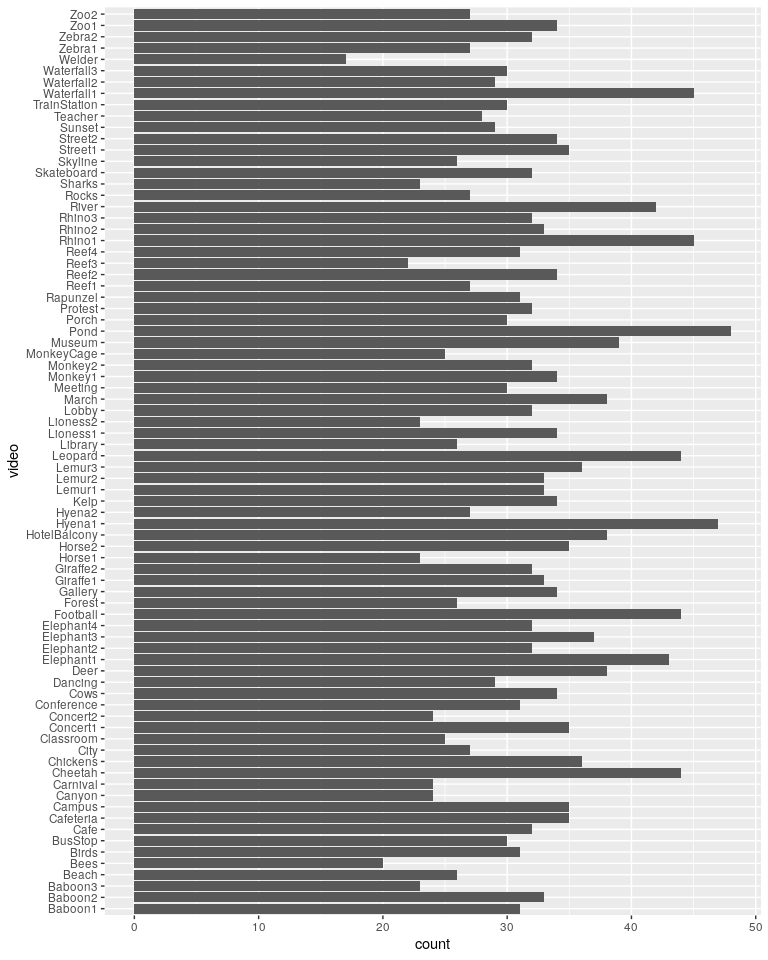 Zoo2
Zoo1
Zebra2
Zebra1
Welder
Waterfall3
Waterfall2
Waterfall1
TrainStation
Teacher
Sunset
Street2
Street1
Skyline
Skateboard
Sharks
Rocks
River
Rhino3
Rhino2
Rhino1
Reef4
Reef3
Reef2
Reef1
Rapunzel
Protest
Porch
Pond
Museum
MonkeyCage
Monkey2
Monkey1
Meeting
March
Lobby
Lioness2
Lioness1
Library
Leopard
Lemur3
Lemur2
Lemur1
Kelp
Hyena2
Hyena1
HotelBalcony
Horse2
Horse1
Giraffe2
Giraffe1
Gallery
Forest
Football
Elephant4
Elephant3
Elephant2
Elephant1
Deer
Dancing
Cows
Conference
Concert2
Concert1
Classroom
City
Chickens
Cheetah
Carnival
Canyon
Campus
Cafeteria
Cafe
BusStop
Birds
Bees
Beach
Baboon3
Baboon2
Baboon1
video
0 10 20 30 40 50
count